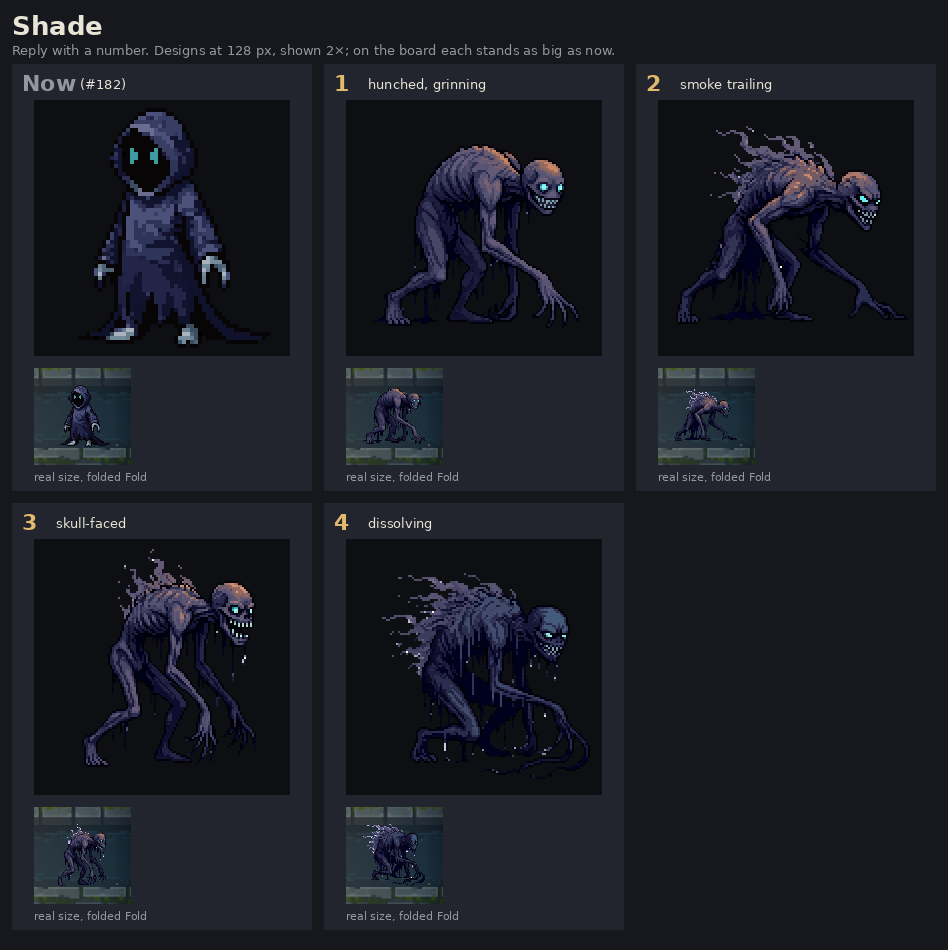 Shade
Reply with a number. Designs at 128 px, shown 2×; on the board each stands as big as now.
Now (#182)
1 hunched, grinning
2 smoke trailing
real size, folded Fold
real size, folded Fold
real size, folded Fold
3 skull-faced
4 dissolving
real size, folded Fold
real size, folded Fold